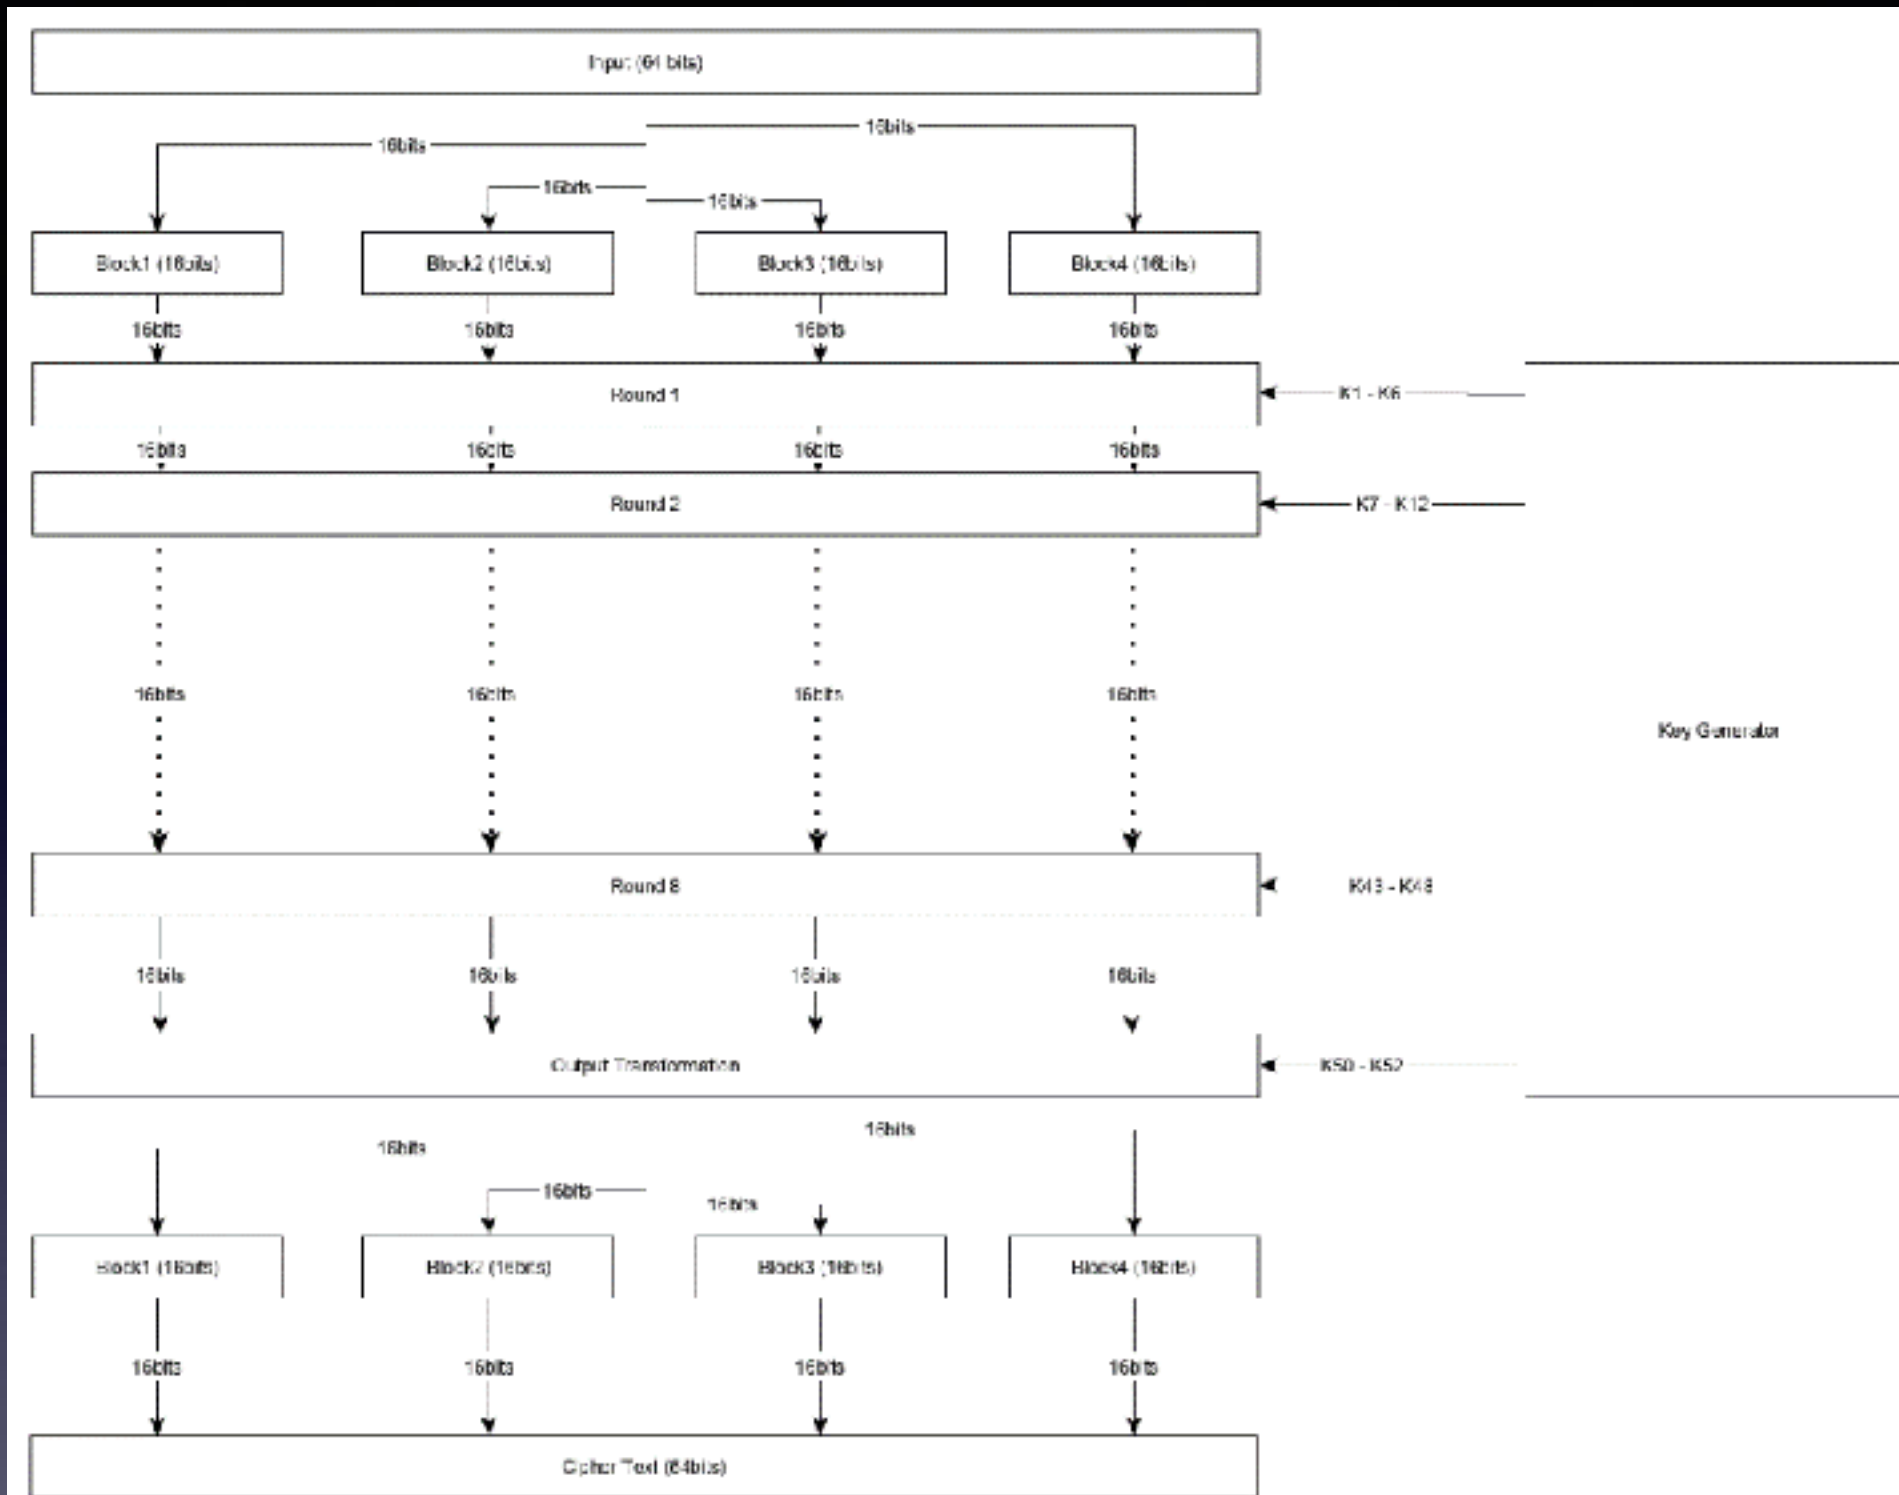 Input (64 bits)
16bits
16bits
16bits
16bits
Block1 (16bits) Block2 (16bits) Block3 (16bits) Block4 (16bits)
16bits 16bits 16bits 16bits
Round 1 K1 - K6
16bits 16bits 16bits 16bits
Round 2 K7 - K12
16bits 16bits 16bits 16bits
Key Generator
Round 8 K43 - K48
16bits 16bits 16bits 16bits
Output Transformation K50 - K52
16bits
16bits
16bits
16bits
Block1 (16bits) Block2 (16bits) Block3 (16bits) Block4 (16bits)
16bits 16bits 16bits 16bits
Cipher Text (64bits)